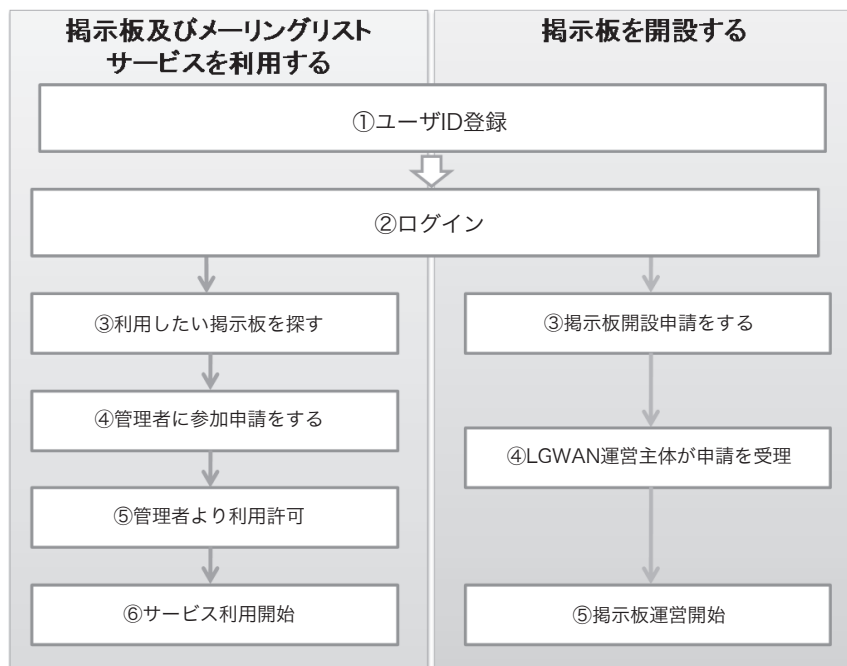 掲示板及びメーリングリスト
サービスを利用する
掲示板を開設する
①ユーザID登録
②ログイン
③利用したい掲示板を探す
④管理者に参加申請をする
⑤管理者より利用許可
⑥サービス利用開始
③掲示板開設申請をする
④LGWAN運営主体が申請を受理
⑤掲示板運営開始